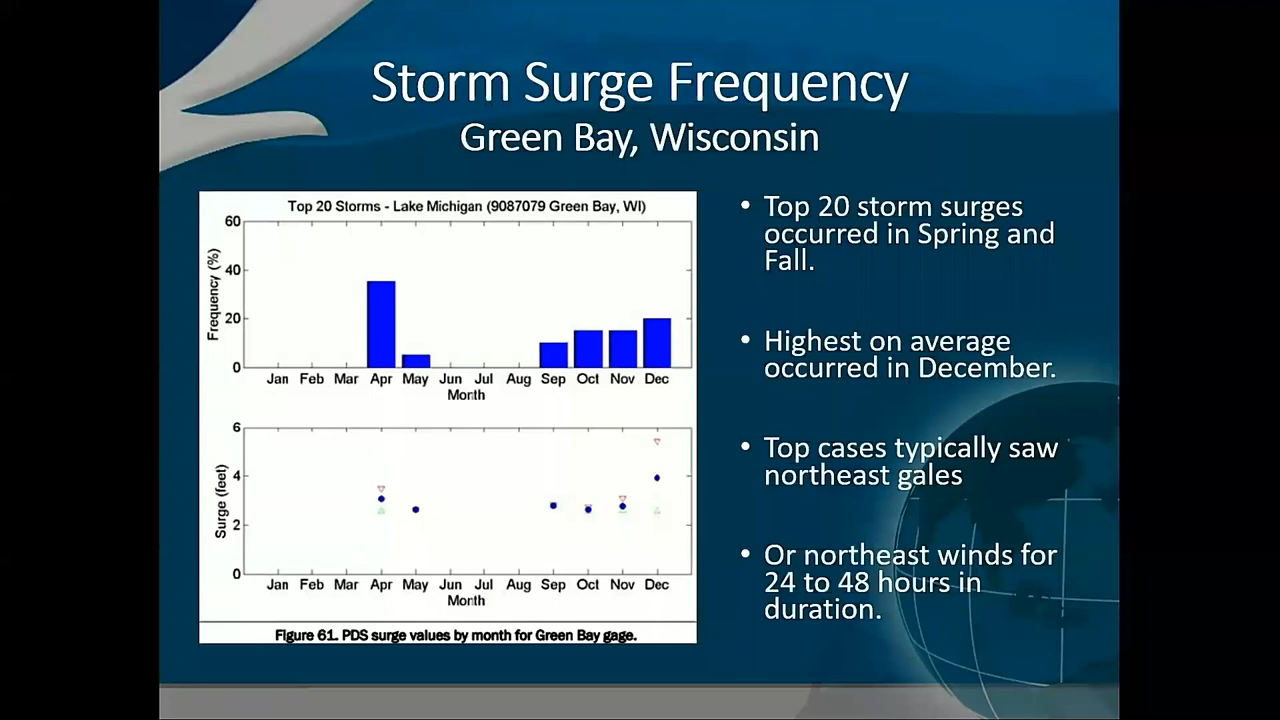 Storm Surge Frequency
Green Bay, Wisconsin
Top 20 Storms - Lake Michigan (9087079 Green Bay, WI)
60
40
20
0
Frequency (%)
Jan Feb Mar Apr May Jun Jul Aug Sep Oct Nov Dec
Month
6
4
2
0
Surge (feet)
Jan Feb Mar Apr May Jun Jul Aug Sep Oct Nov Dec
Month
Figure 61. PDS surge values by month for Green Bay gage.
• Top 20 storm surges
occurred in Spring and
Fall.
• Highest on average
occurred in December.
• Top cases typically saw
northeast gales
• Or northeast winds for
24 to 48 hours in
duration.